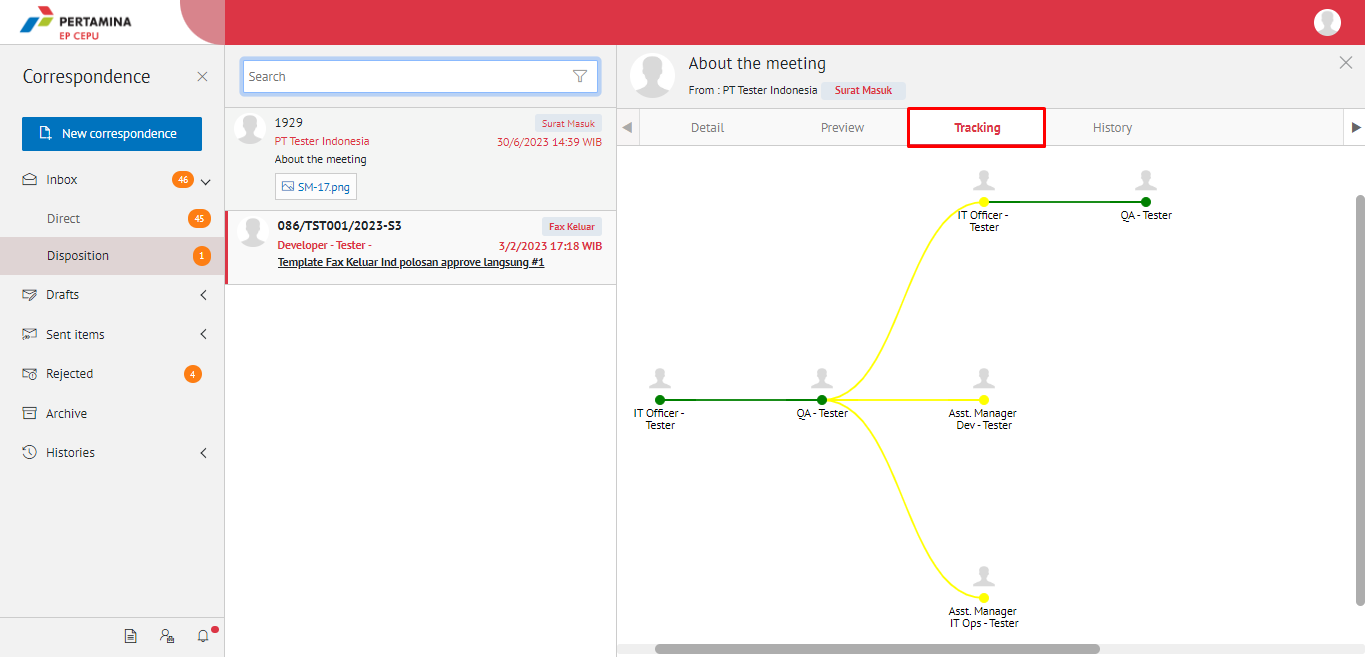 PERTAMINA
EP CEPU
Correspondence
New correspondence
Inbox 46
Direct 45
Disposition 1
Drafts
Sent items
Rejected 4
Archive
Histories
Search
1929 Surat Masuk
PT Tester Indonesia 30/6/2023 14:39 WIB
About the meeting
SM-17.png
086/TST001/2023-S3 Fax Keluar
Developer - Tester - 3/2/2023 17:18 WIB
Template Fax Keluar Ind polosan approve langsung #1
About the meeting
From : PT Tester Indonesia Surat Masuk
Detail Preview Tracking History
IT Officer -
Tester
QA - Tester
IT Officer -
Tester
QA - Tester
Asst. Manager
Dev - Tester
Asst. Manager
IT Ops - Tester